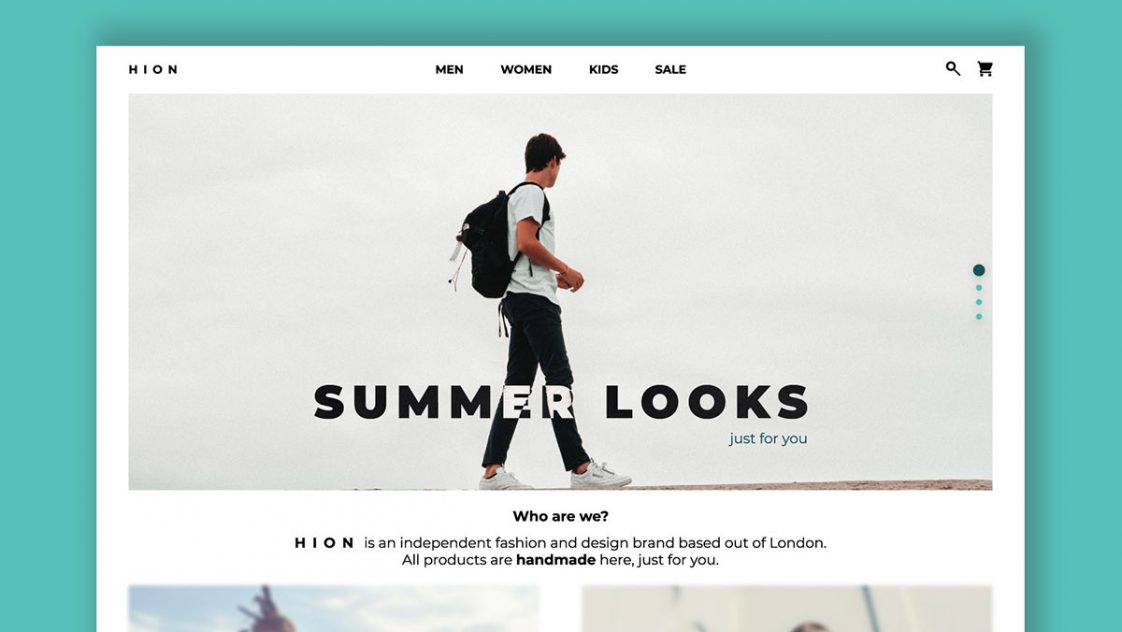 HION MEN WOMEN KIDS SALE
SUMMER LOOKS
just for you
Who are we?
HION is an independent fashion and design brand based out of London.
All products are handmade here, just for you.